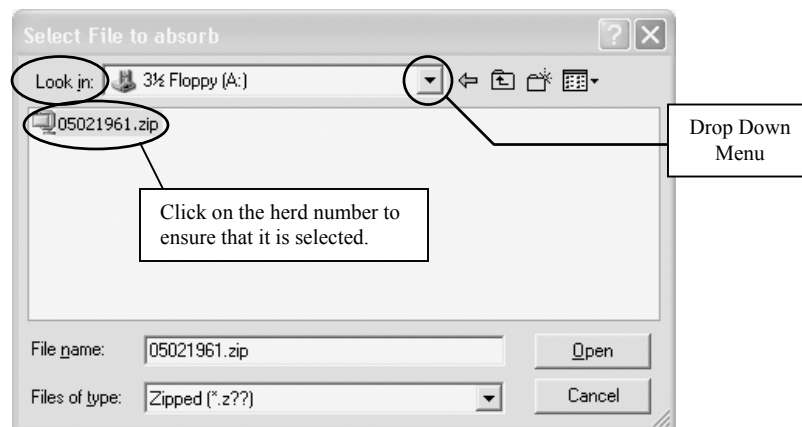 Select File to absorb
Look in: 3½ Floppy (A:)
05021961.zip
Drop Down
Menu
Click on the herd number to
ensure that it is selected.
File name: 05021961.zip Open
Files of type: Zipped (*.z??) Cancel